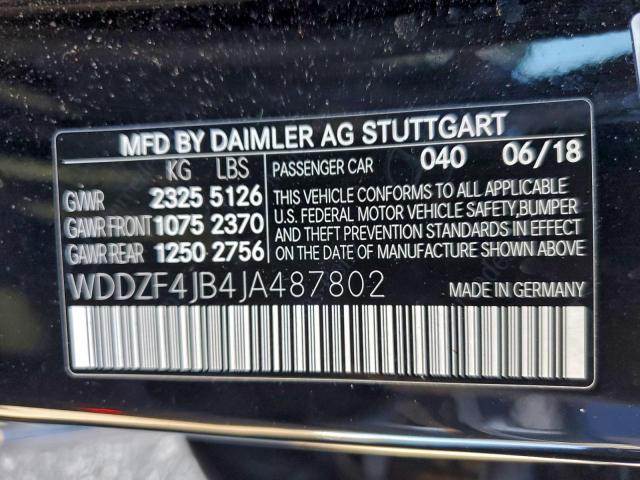 MFD BY DAIMLER AG STUTTGART
KG LBS
GVWR 2325 5126
GAWR FRONT 1075 2370
GAWR REAR 1250 2756
PASSENGER CAR 040 06/18
THIS VEHICLE CONFORMS TO ALL APPLICABLE
U.S. FEDERAL MOTOR VEHICLE SAFETY,BUMPER
AND THEFT PREVENTION STANDARDS IN EFFECT
ON THE DATE OF MANUFACTURE SHOWN ABOVE
WDDZF4JB4JA487802 MADE IN GERMANY